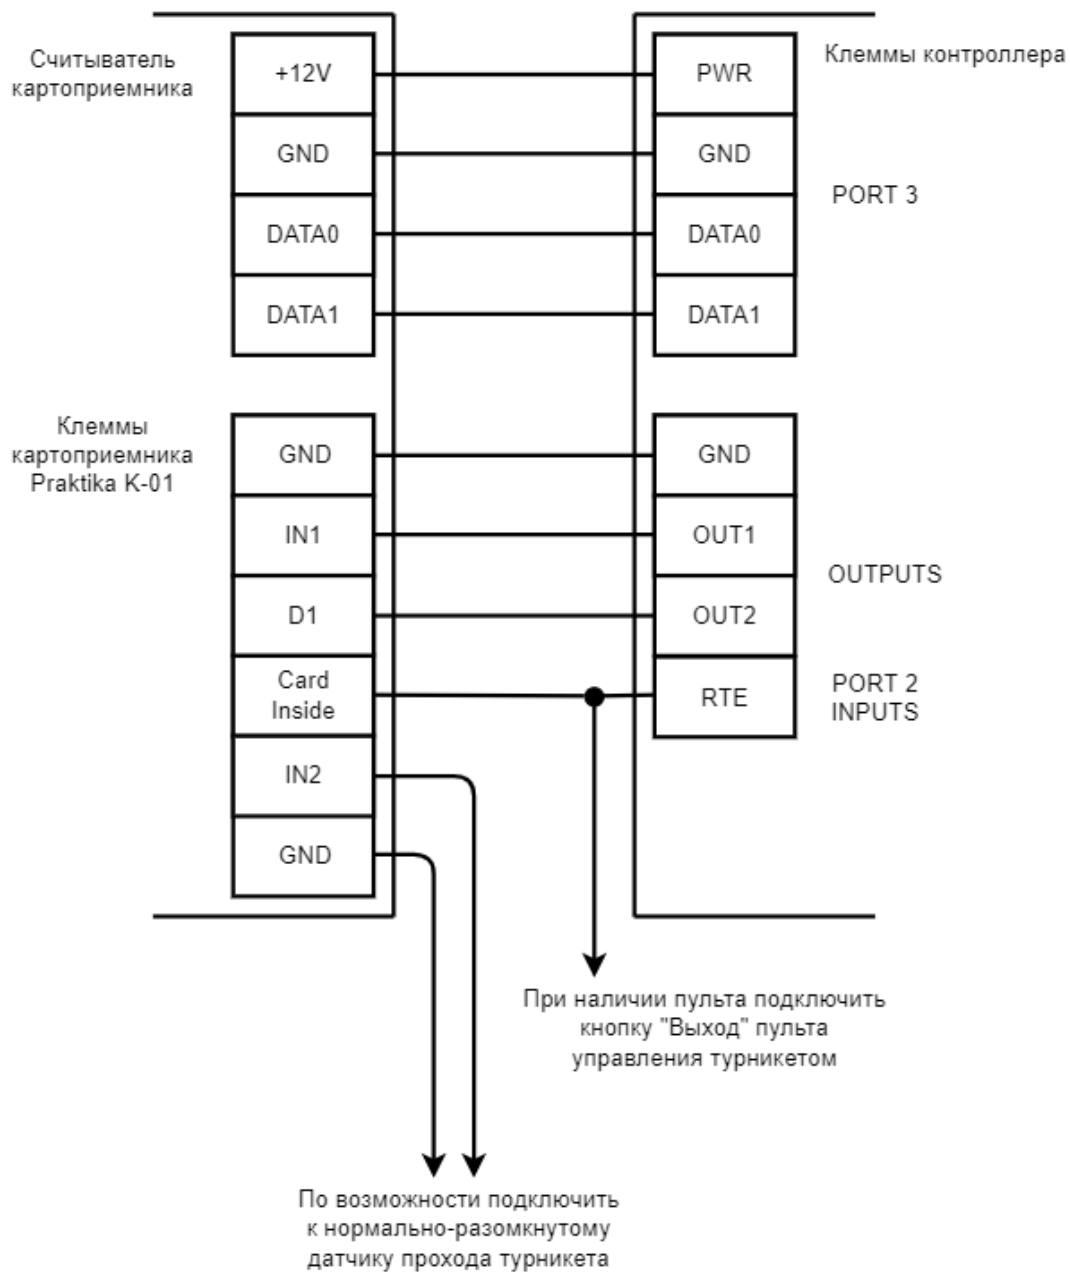 Считыватель
картоприемника
+12V
GND
DATA0
DATA1
PWR
GND
DATA0
DATA1
Клеммы контроллера
PORT 3
Клеммы
картоприемника
Praktika K-01
GND
IN1
D1
Card
Inside
IN2
GND
GND
OUT1
OUT2
RTE
OUTPUTS
PORT 2
INPUTS
При наличии пульта подключить
кнопку "Выход" пульта
управления турникетом
По возможности подключить
к нормально-разомкнутому
датчику прохода турникета